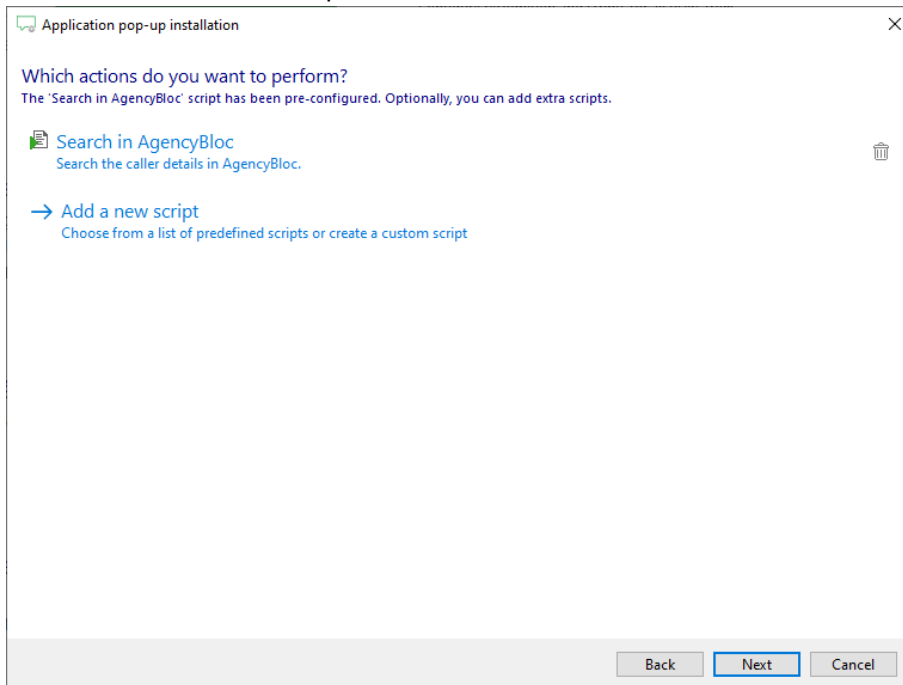 Application pop-up installation
Which actions do you want to perform?
The 'Search in AgencyBloc' script has been pre-configured. Optionally, you can add extra scripts.
Search in AgencyBloc
Search the caller details in AgencyBloc.
Add a new script
Choose from a list of predefined scripts or create a custom script
Back Next Cancel